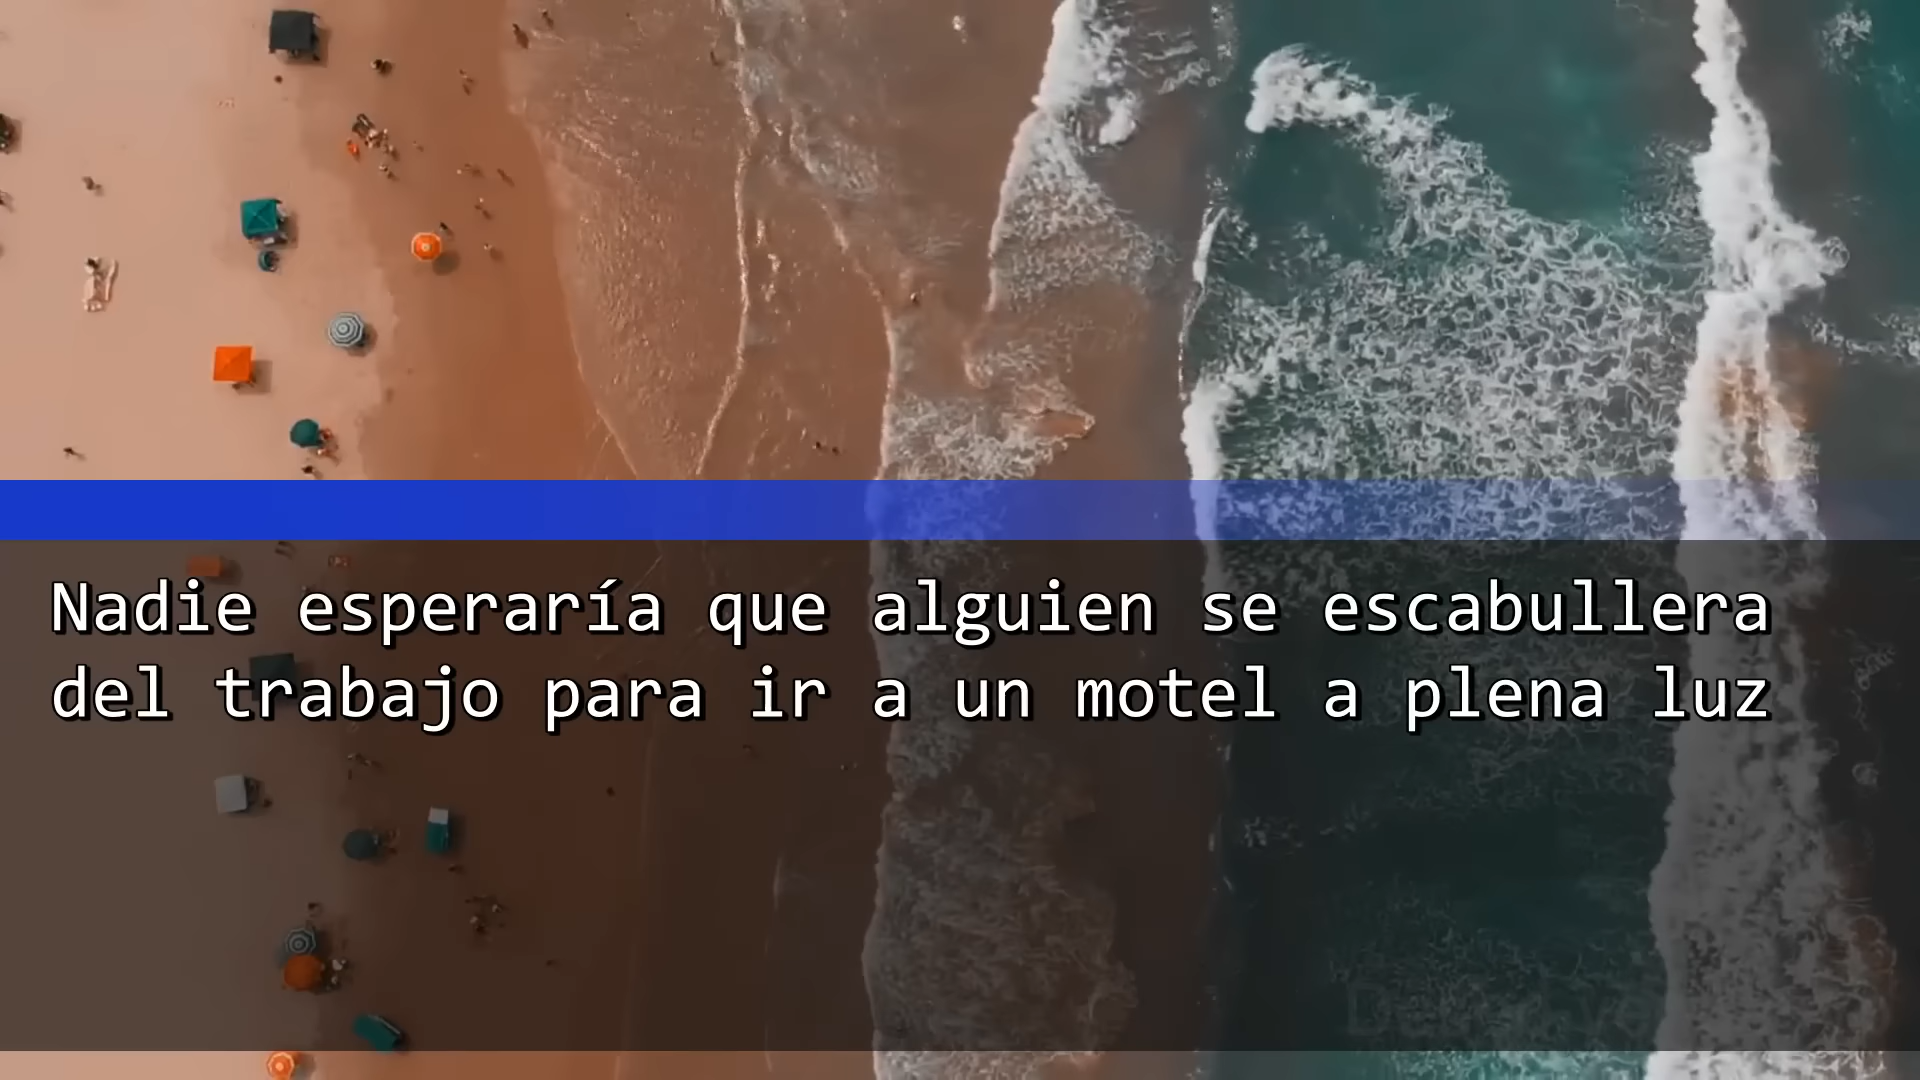 Nadie esperaría que alguien se escabullera
del trabajo para ir a un motel a plena luz